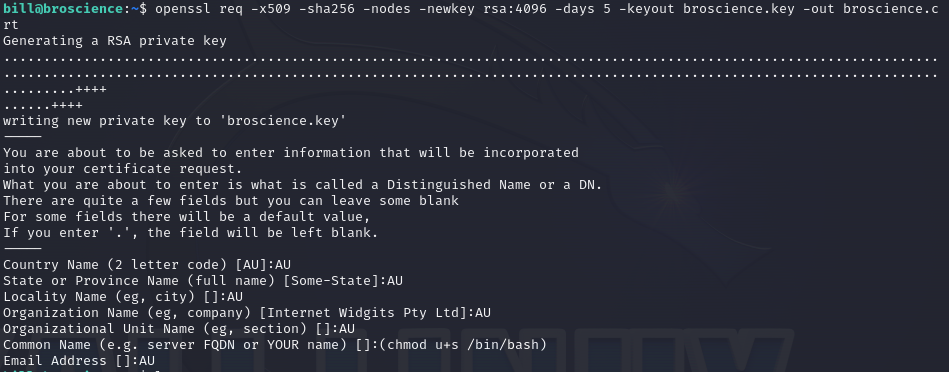 bill@broscience:~$ openssl req -x509 -sha256 -nodes -newkey rsa:4096 -days 5 -keyout broscience.key -out broscience.c
rt
Generating a RSA private key
.....................................................................................................................
.....................................................................................................................
.........++++
......++++
writing new private key to 'broscience.key'
-----
You are about to be asked to enter information that will be incorporated
into your certificate request.
What you are about to enter is what is called a Distinguished Name or a DN.
There are quite a few fields but you can leave some blank
For some fields there will be a default value,
If you enter '.', the field will be left blank.
-----
Country Name (2 letter code) [AU]:AU
State or Province Name (full name) [Some-State]:AU
Locality Name (eg, city) []:AU
Organization Name (eg, company) [Internet Widgits Pty Ltd]:AU
Organizational Unit Name (eg, section) []:AU
Common Name (e.g. server FQDN or YOUR name) []:(chmod u+s /bin/bash)
Email Address []:AU